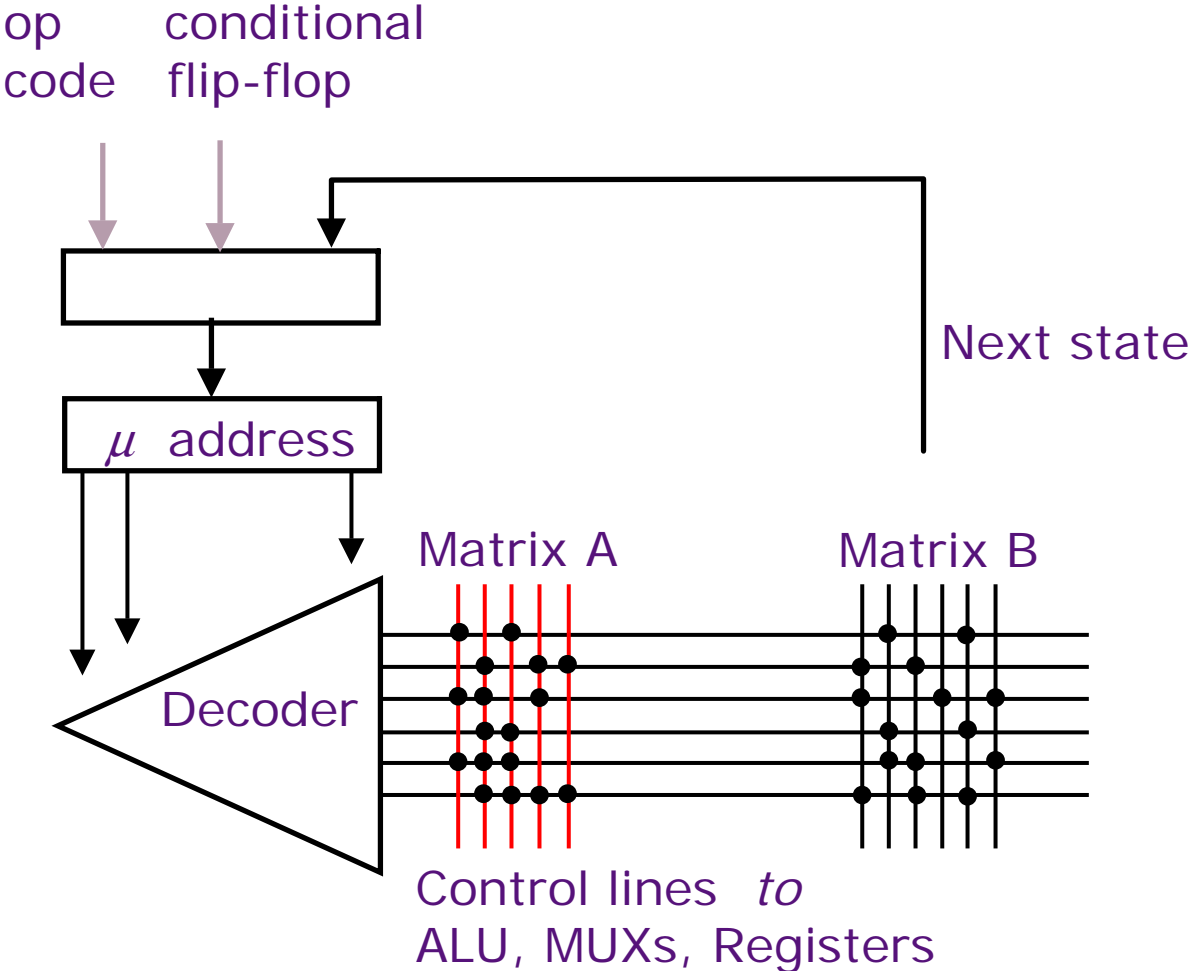 op conditional
code flip-flop
Next state
μ address
Matrix A Matrix B
Decoder
Control lines to
ALU, MUXs, Registers